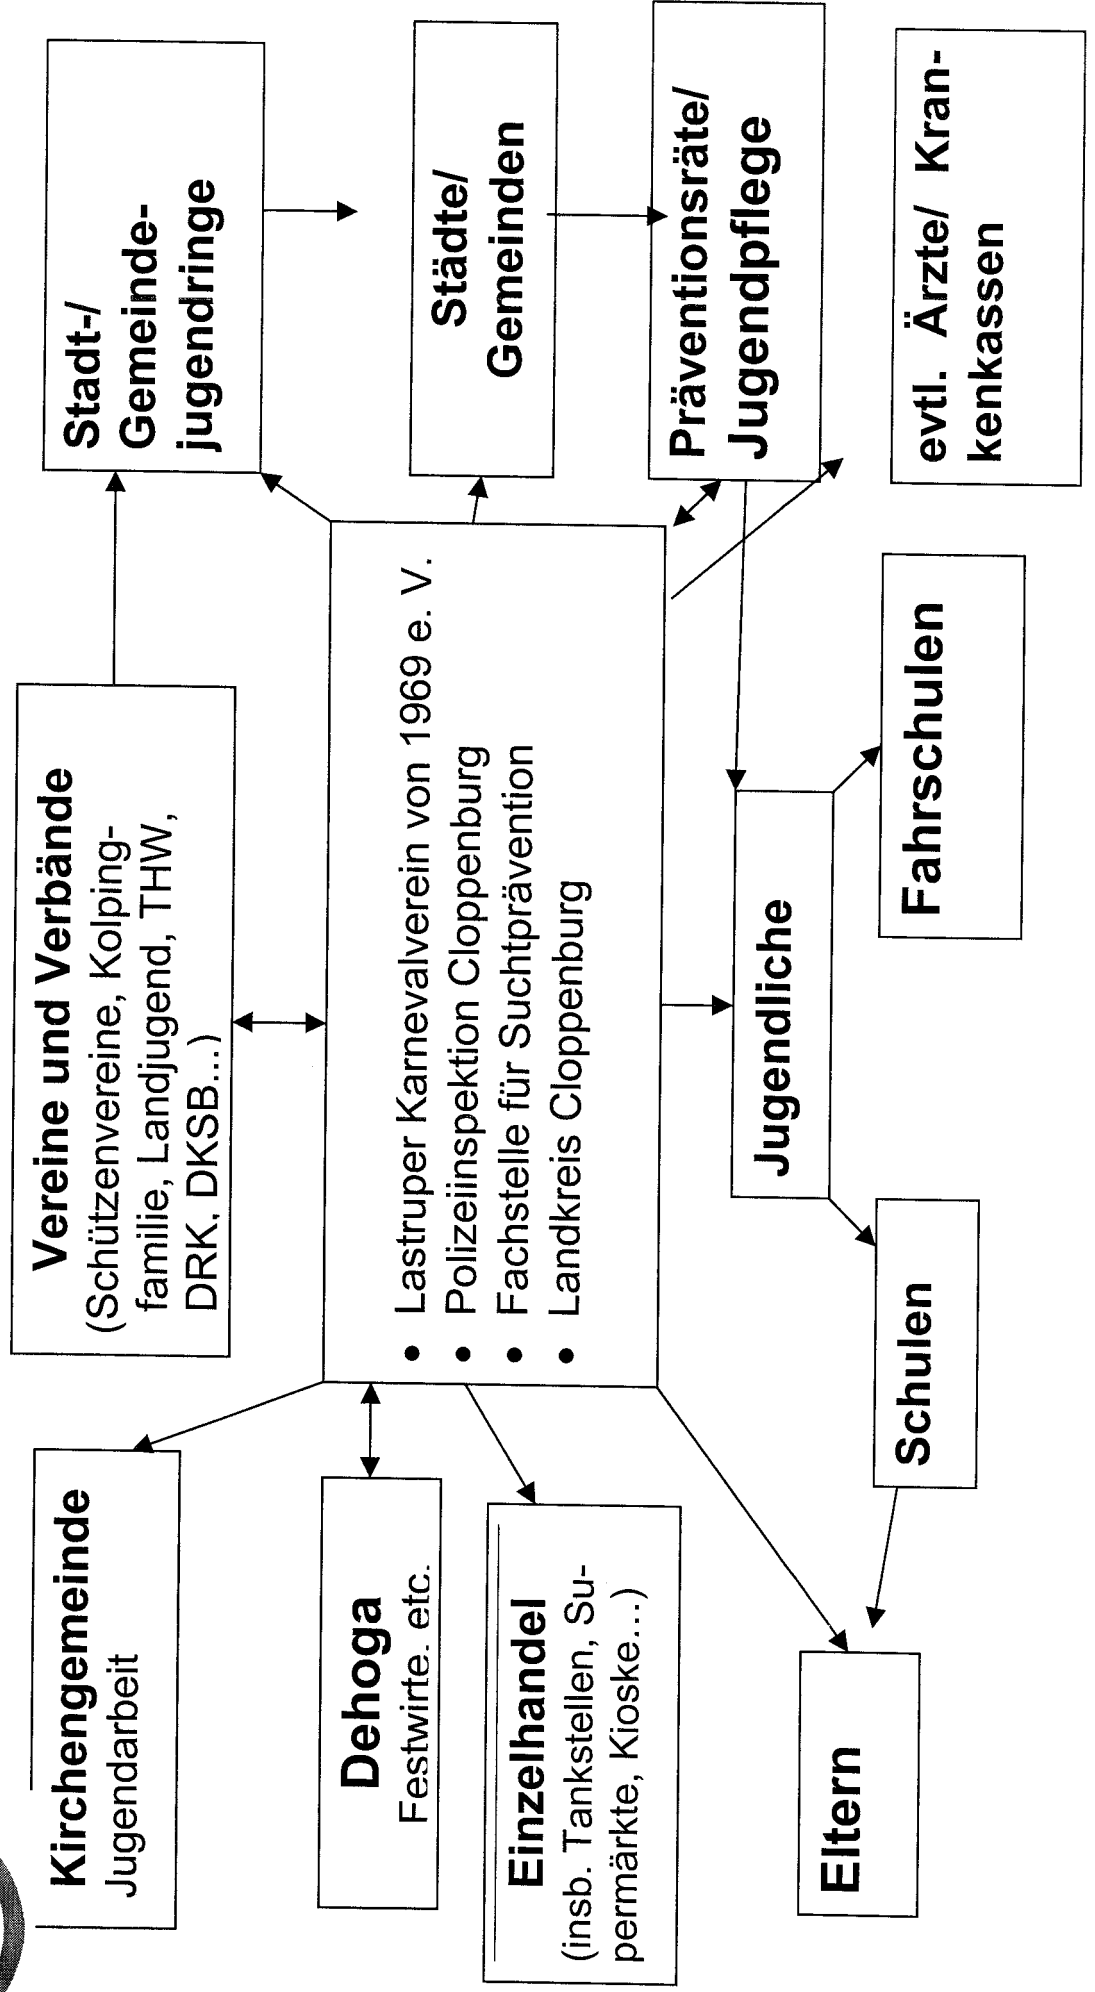 Kirchengemeinde
Jugendarbeit
Vereine und Verbände
(Schützenvereine, Kolping-
familie, Landjugend, THW,
DRK, DKSB...)
Stadt-/
Gemeinde-
jugendringe
Dehoga
Festwirte. etc.
Einzelhandel
(insb. Tankstellen, Su-
permärkte, Kioske...)
• Lastruper Karnevalverein von 1969 e. V.
• Polizeiinspektion Cloppenburg
• Fachstelle für Suchtprävention
• Landkreis Cloppenburg
Städte/
Gemeinden
Präventionsräte/
Jugendpflege
Eltern
Schulen
Jugendliche
Fahrschulen
evtl. Ärzte/ Kran-
kenkassen